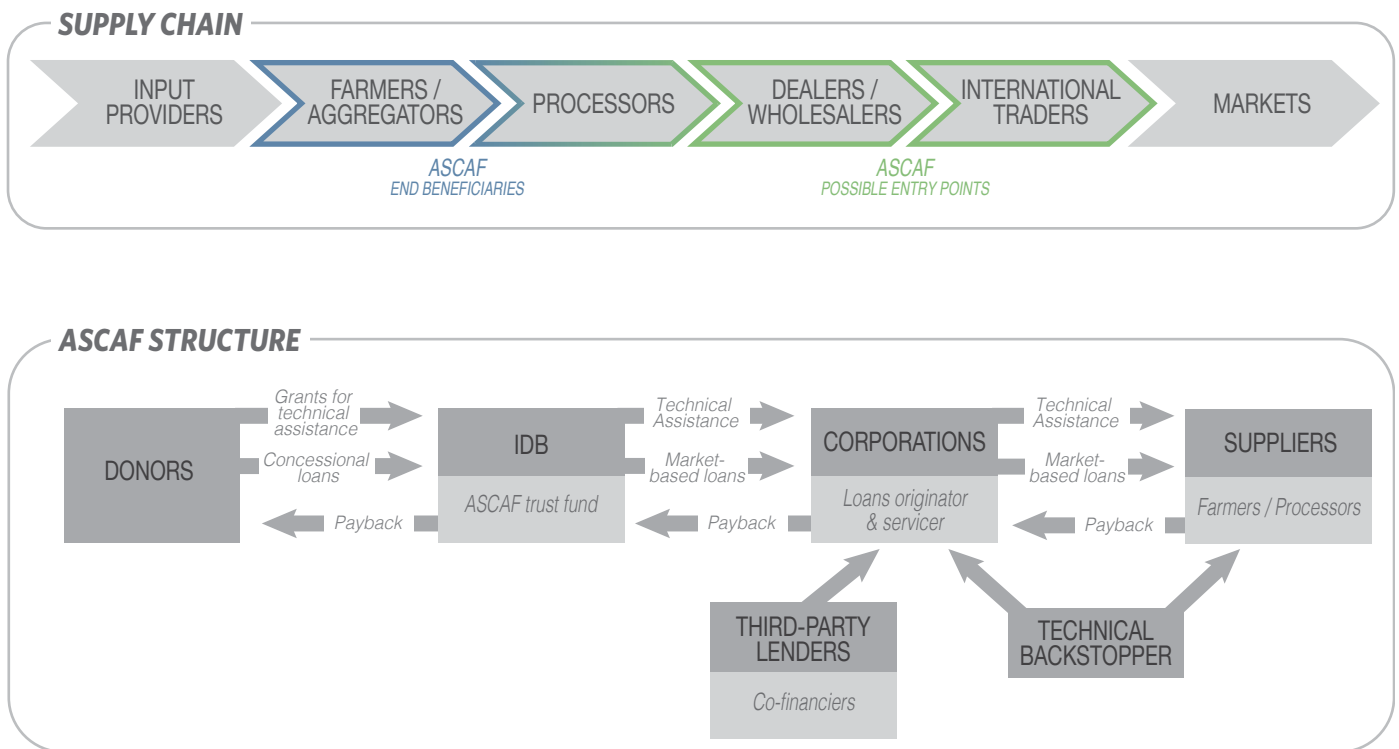 SUPPLY CHAIN
INPUT
PROVIDERS
FARMERS /
AGGREGATORS
PROCESSORS
DEALERS /
WHOLESALERS
INTERNATIONAL
TRADERS
MARKETS
ASCAF
END BENEFICIARIES
ASCAF
POSSIBLE ENTRY POINTS
ASCAF STRUCTURE
DONORS
Grants for
technical
assistance
Concessional
loans
Payback
IDB
ASCAF trust fund
Technical
Assistance
Market-
based loans
Payback
CORPORATIONS
Loans originator
& servicer
Technical
Assistance
Market-
based loans
Payback
SUPPLIERS
Farmers / Processors
THIRD-PARTY
LENDERS
Co-financiers
TECHNICAL
BACKSTOPPER